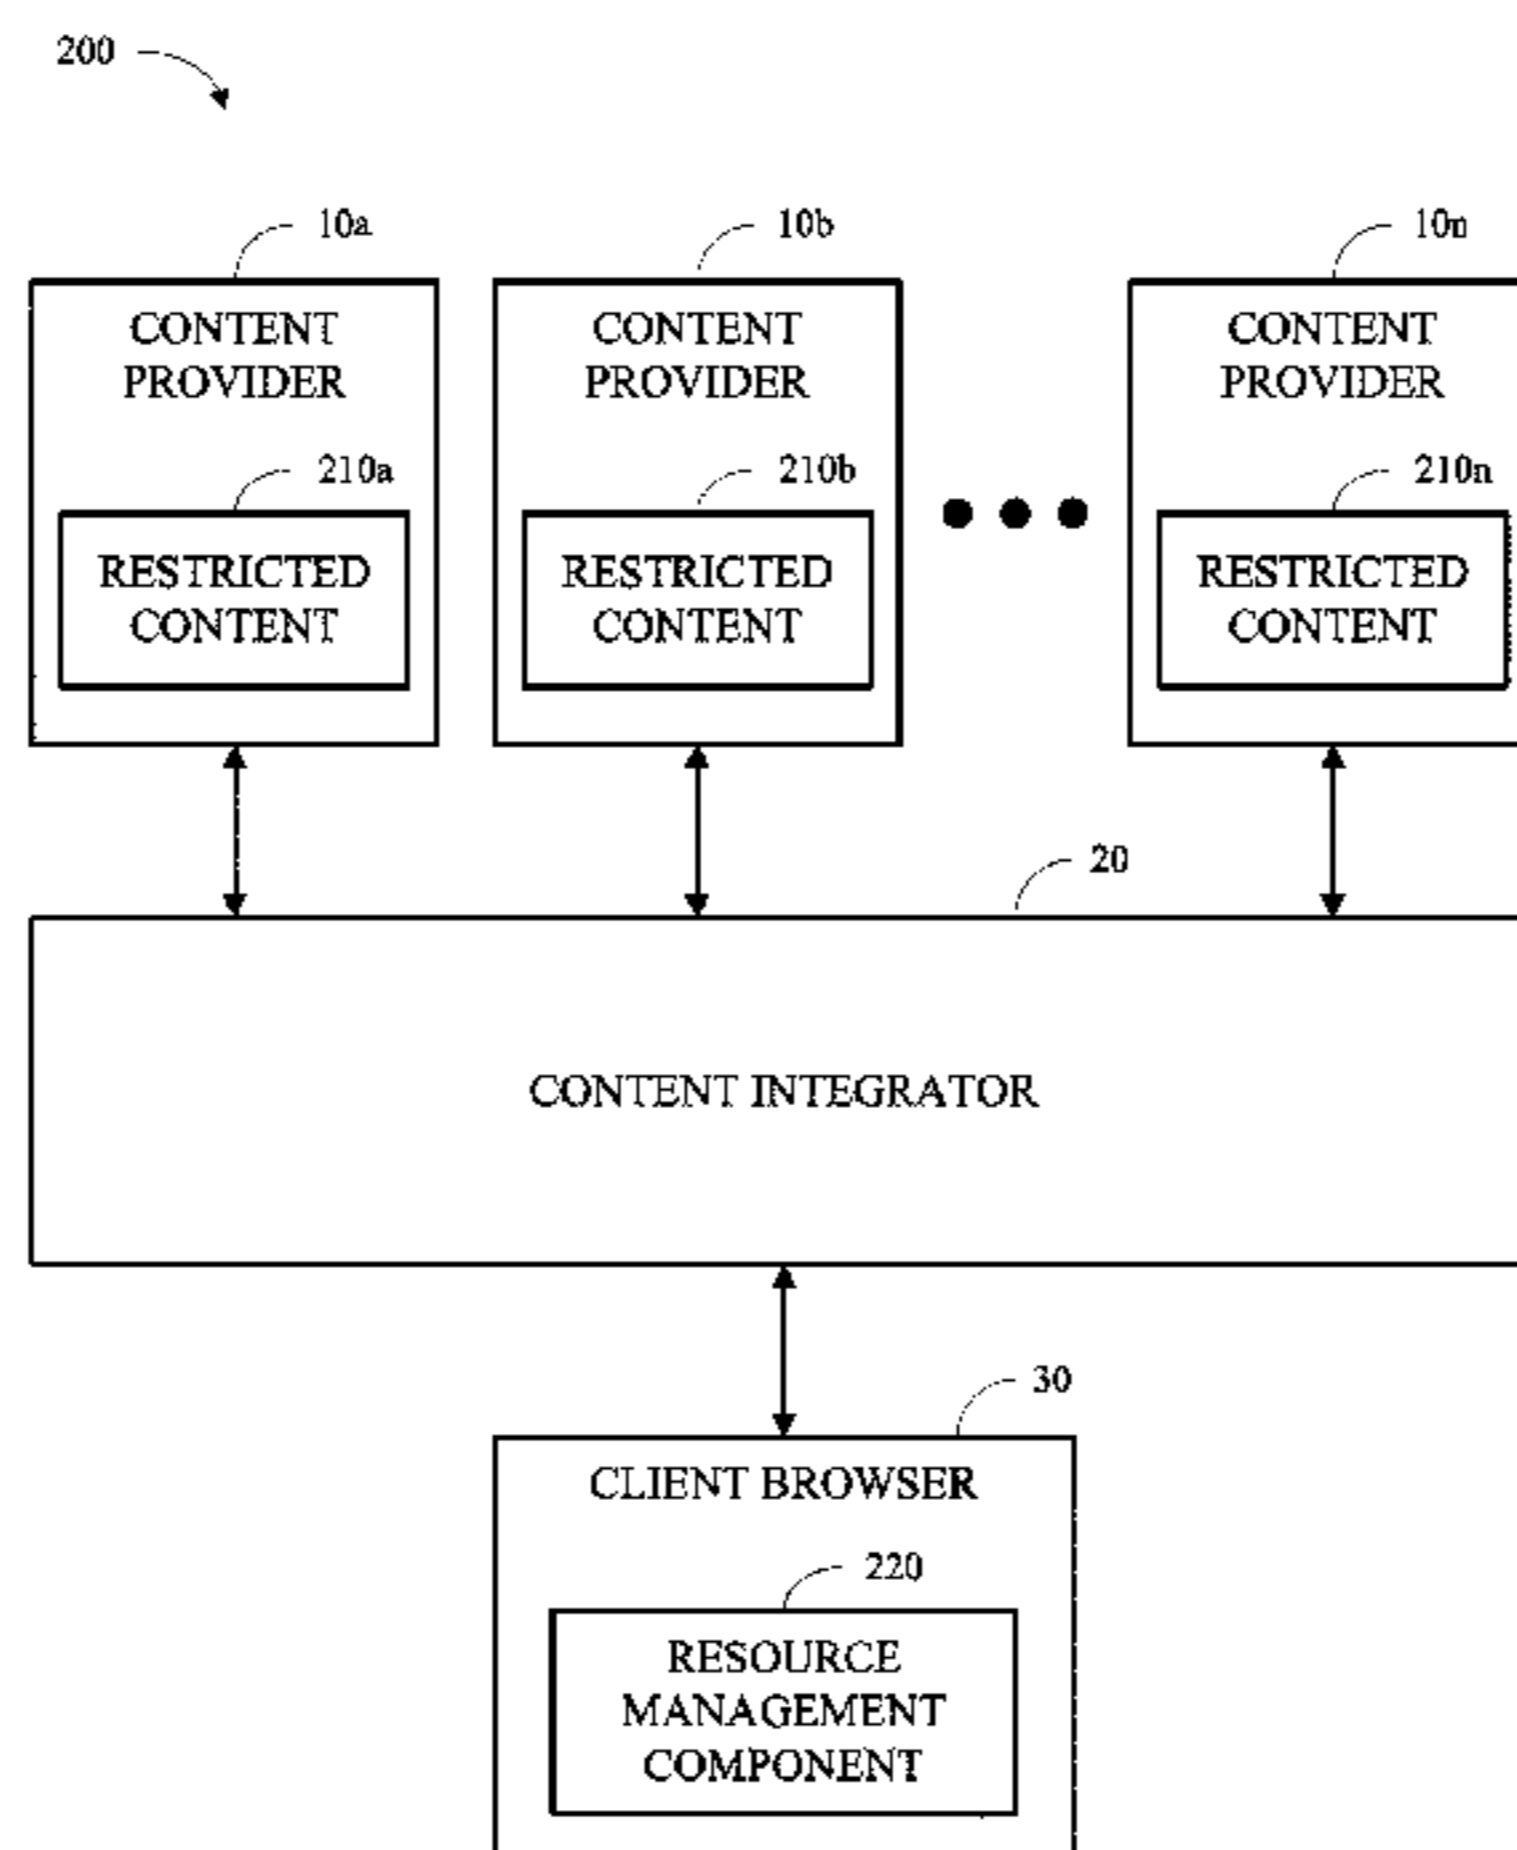 200
10a
10b
10n
CONTENT
PROVIDER
CONTENT
PROVIDER
CONTENT
PROVIDER
210a
210b
210n
RESTRICTED
CONTENT
RESTRICTED
CONTENT
RESTRICTED
CONTENT
20
CONTENT INTEGRATOR
30
CLIENT BROWSER
220
RESOURCE
MANAGEMENT
COMPONENT